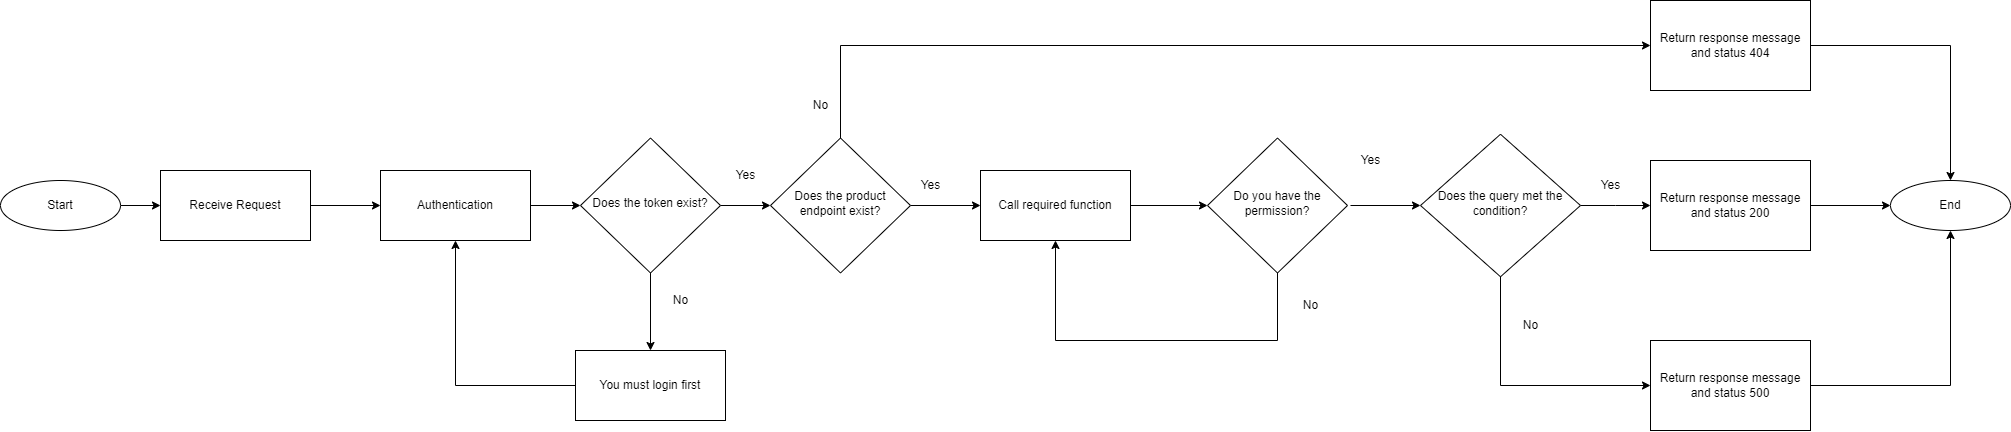 Return response message
and status 404
No
Start
Receive Request
Authentication
Does the token exist?
Yes
Does the product
endpoint exist?
Yes
Call required function
Do you have the
permission?
Yes
Does the query met the
condition?
Yes
Return response message
and status 200
End
No
No
No
You must login first
Return response message
and status 500